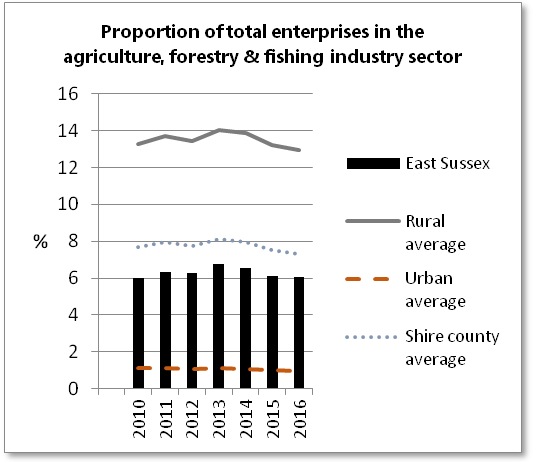 Proportion of total enterprises in the
agriculture, forestry & fishing industry sector
16
14
12
10
8
6
4
2
0
%
2010
2011
2012
2013
2014
2015
2016
East Sussex
Rural
average
Urban
average
Shire county
average